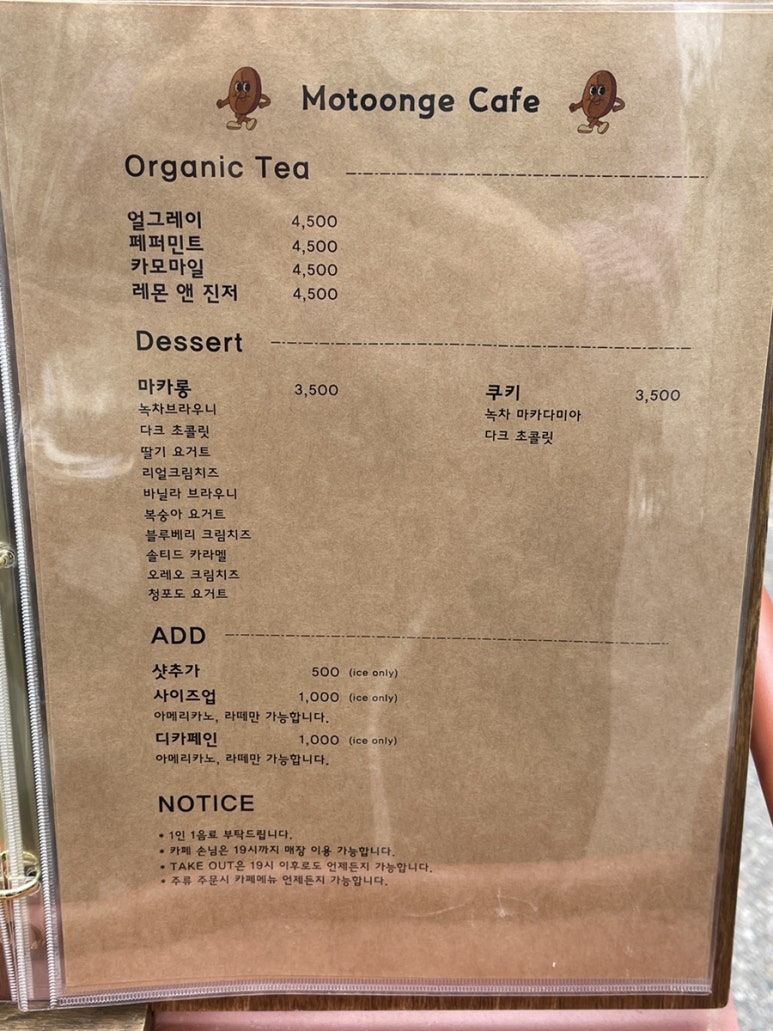 Motoonge Cafe
Organic Tea
얼그레이 4,500
페퍼민트 4,500
카모마일 4,500
레몬 앤 진저 4,500
Dessert
마카롱 3,500
녹차브라우니
다크 초콜릿
딸기 요거트
리얼크림치즈
바닐라 브라우니
복숭아 요거트
블루베리 크림치즈
솔티드 카라멜
오레오 크림치즈
청포도 요거트
쿠키 3,500
녹차 마카다미아
다크 초콜릿
ADD
샷추가 500 (ice only)
사이즈업 1,000 (ice only)
아메리카노, 라떼만 가능합니다.
디카페인 1,000 (ice only)
아메리카노, 라떼만 가능합니다.
NOTICE
• 1인 1음료 부탁드립니다.
• 카페 손님은 19시까지 매장 이용 가능합니다.
• TAKE OUT은 19시 이후로도 언제든지 가능합니다.
• 주류 주문시 카페메뉴 언제든지 가능합니다.